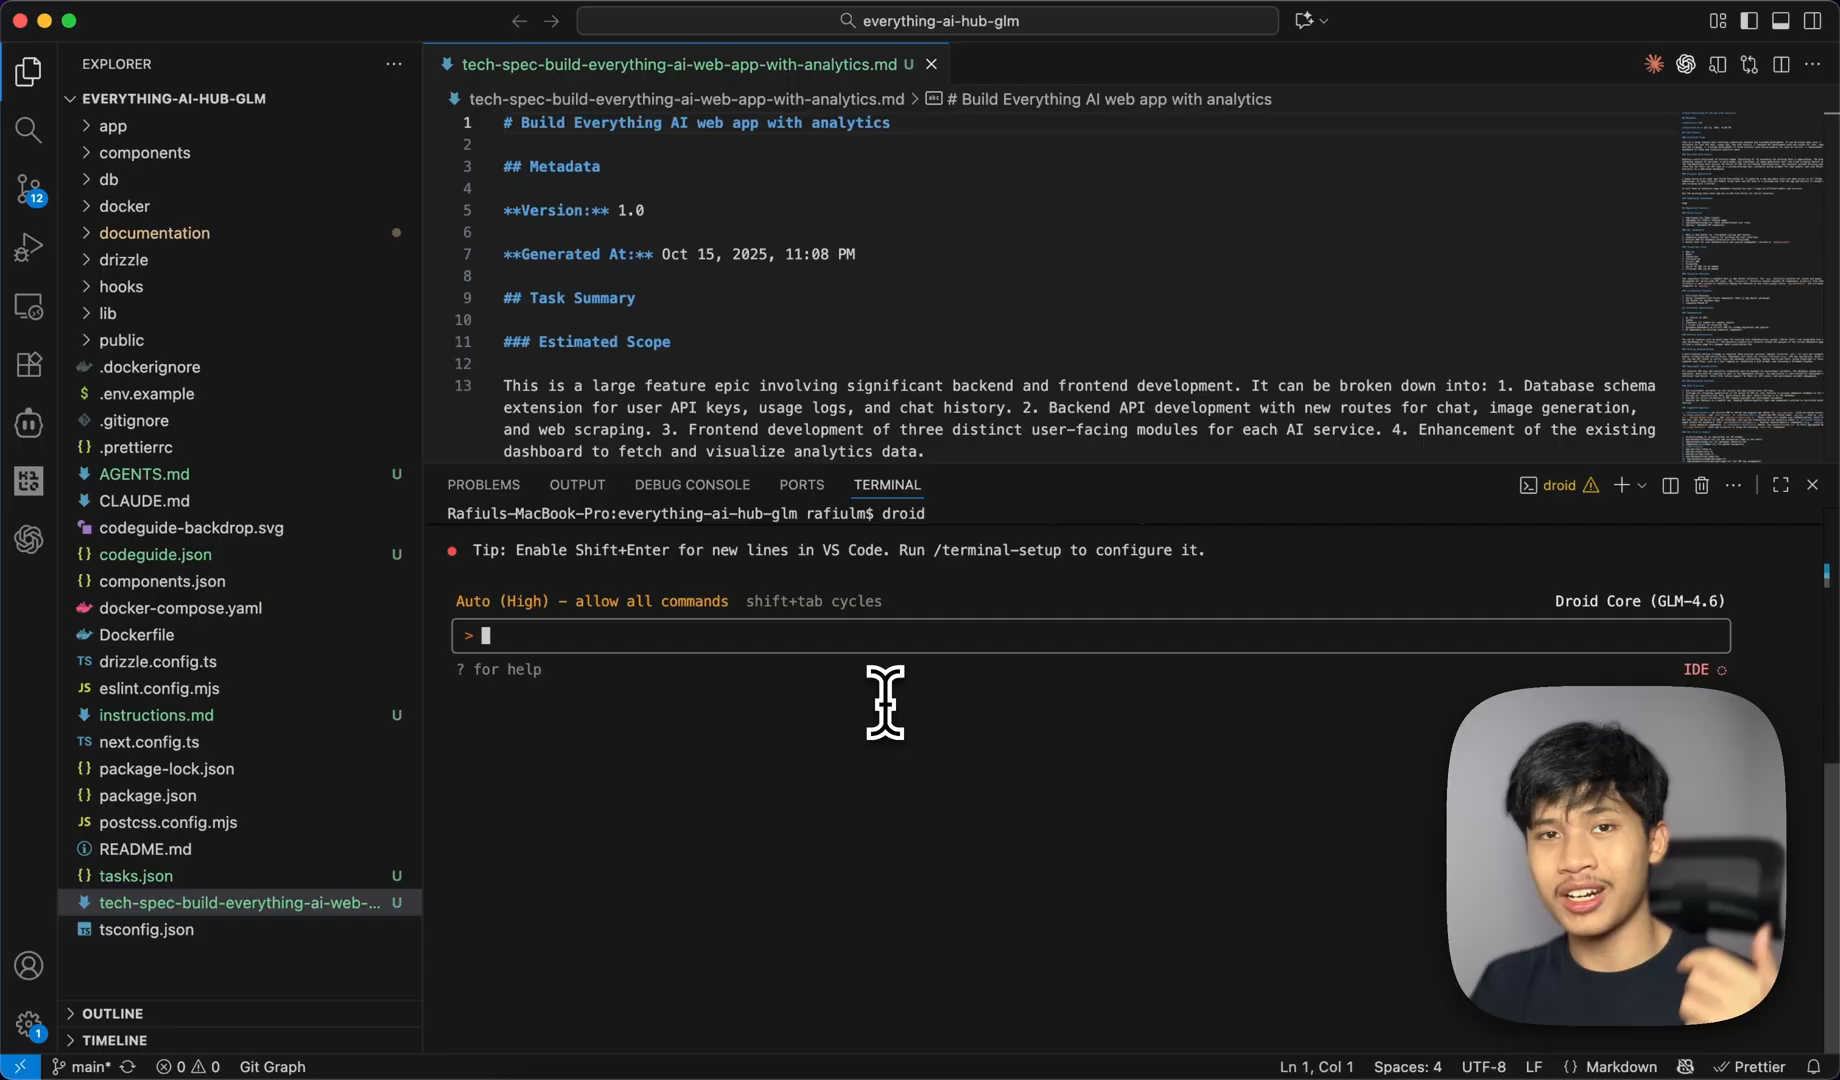 everything-ai-hub-glm
EXPLORER
EVERYTHING-AI-HUB-GLM
app
components
db
docker
documentation
drizzle
hooks
lib
public
.dockerignore
$ .env.example
.gitignore
{} .prettierrc
AGENTS.md U
CLAUDE.md
codeguide-backdrop.svg
{} codeguide.json U
{} components.json
docker-compose.yaml
Dockerfile
TS drizzle.config.ts
JS eslint.config.mjs
instructions.md U
TS next.config.ts
{} package-lock.json
{} package.json
JS postcss.config.mjs
README.md
{} tasks.json U
tech-spec-build-everything-ai-web-... U
TS tsconfig.json
OUTLINE
TIMELINE
12
1
tech-spec-build-everything-ai-web-app-with-analytics.md U
tech-spec-build-everything-ai-web-app-with-analytics.md > # Build Everything AI web app with analytics
1 # Build Everything AI web app with analytics
2
3 ## Metadata
4
5 **Version:** 1.0
6
7 **Generated At:** Oct 15, 2025, 11:08 PM
8
9 ## Task Summary
10
11 ### Estimated Scope
12
13 This is a large feature epic involving significant backend and frontend development. It can be broken down into: 1. Database schema
extension for user API keys, usage logs, and chat history. 2. Backend API development with new routes for chat, image generation,
and web scraping. 3. Frontend development of three distinct user-facing modules for each AI service. 4. Enhancement of the existing
dashboard to fetch and visualize analytics data.
PROBLEMS OUTPUT DEBUG CONSOLE PORTS TERMINAL droid
Rafiuls-MacBook-Pro:everything-ai-hub-glm rafiulm$ droid
Tip: Enable Shift+Enter for new lines in VS Code. Run /terminal-setup to configure it.
Auto (High) - allow all commands shift+tab cycles Droid Core (GLM-4.6)
>
? for help IDE
main* 0 0 Git Graph Ln 1, Col 1 Spaces: 4 UTF-8 LF {} Markdown Prettier